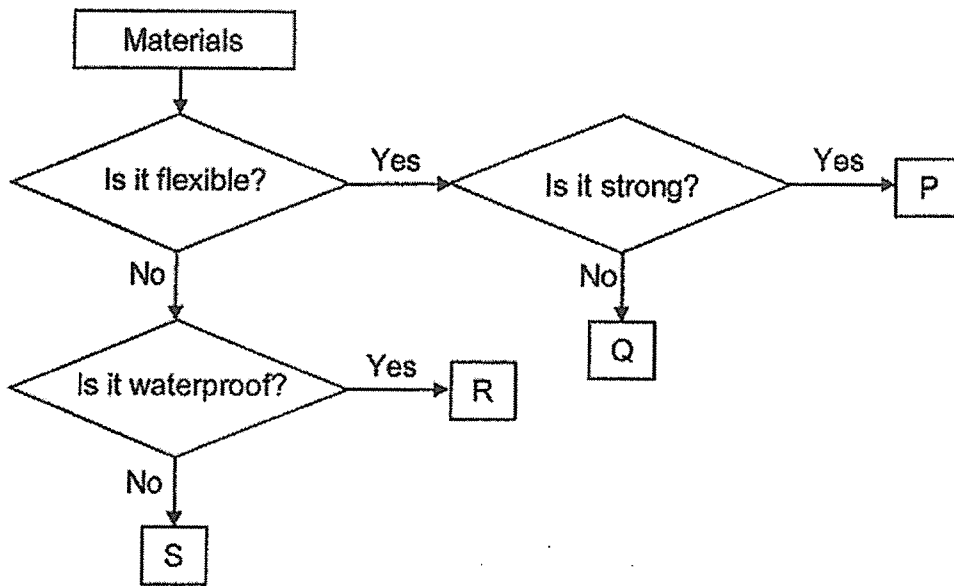 Materials
Is it flexible?
Yes
Is it strong?
Yes
P
No
No
Q
Is it waterproof?
Yes
R
No
S